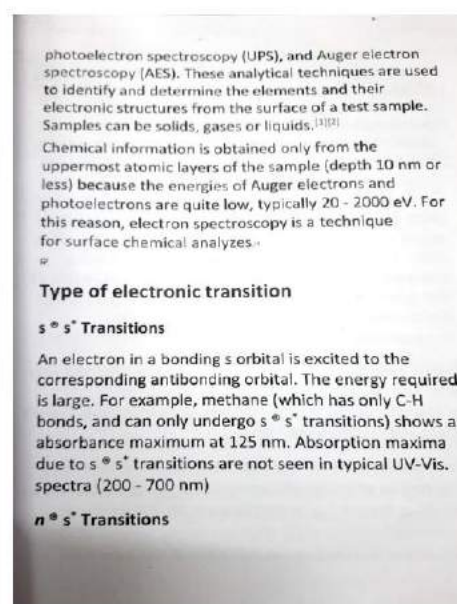 photoelectron spectroscopy (UPS), and Auger electron
spectroscopy (AES). These analytical techniques are used
to identify and determine the elements and their
electronic structures from the surface of a test sample.
Samples can be solids, gases or liquids.[1][2]
Chemical information is obtained only from the
uppermost atomic layers of the sample (depth 10 nm or
less) because the energies of Auger electrons and
photoelectrons are quite low, typically 20 - 2000 eV. For
this reason, electron spectroscopy is a technique
for surface chemical analyzes.
Type of electronic transition
s ® s* Transitions
An electron in a bonding s orbital is excited to the
corresponding antibonding orbital. The energy required
is large. For example, methane (which has only C-H
bonds, and can only undergo s ® s* transitions) shows a
absorbance maximum at 125 nm. Absorption maxima
due to s ® s* transitions are not seen in typical UV-Vis.
spectra (200 - 700 nm)
n ® s* Transitions